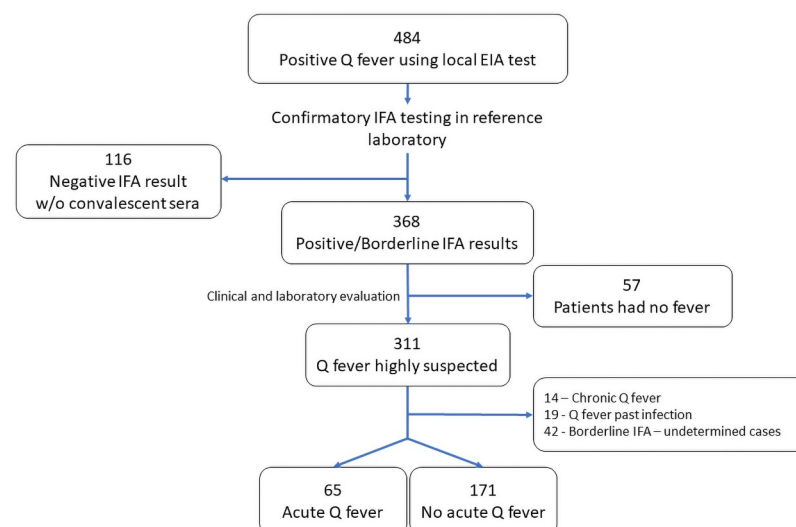 484
Positive Q fever using local EIA test
Confirmatory IFA testing in reference
laboratory
116
Negative IFA result
w/o convalescent sera
368
Positive/Borderline IFA results
Clinical and laboratory evaluation
57
Patients had no fever
311
Q fever highly suspected
14 – Chronic Q fever
19 - Q fever past infection
42 - Borderline IFA – undetermined cases
65
Acute Q fever
171
No acute Q fever